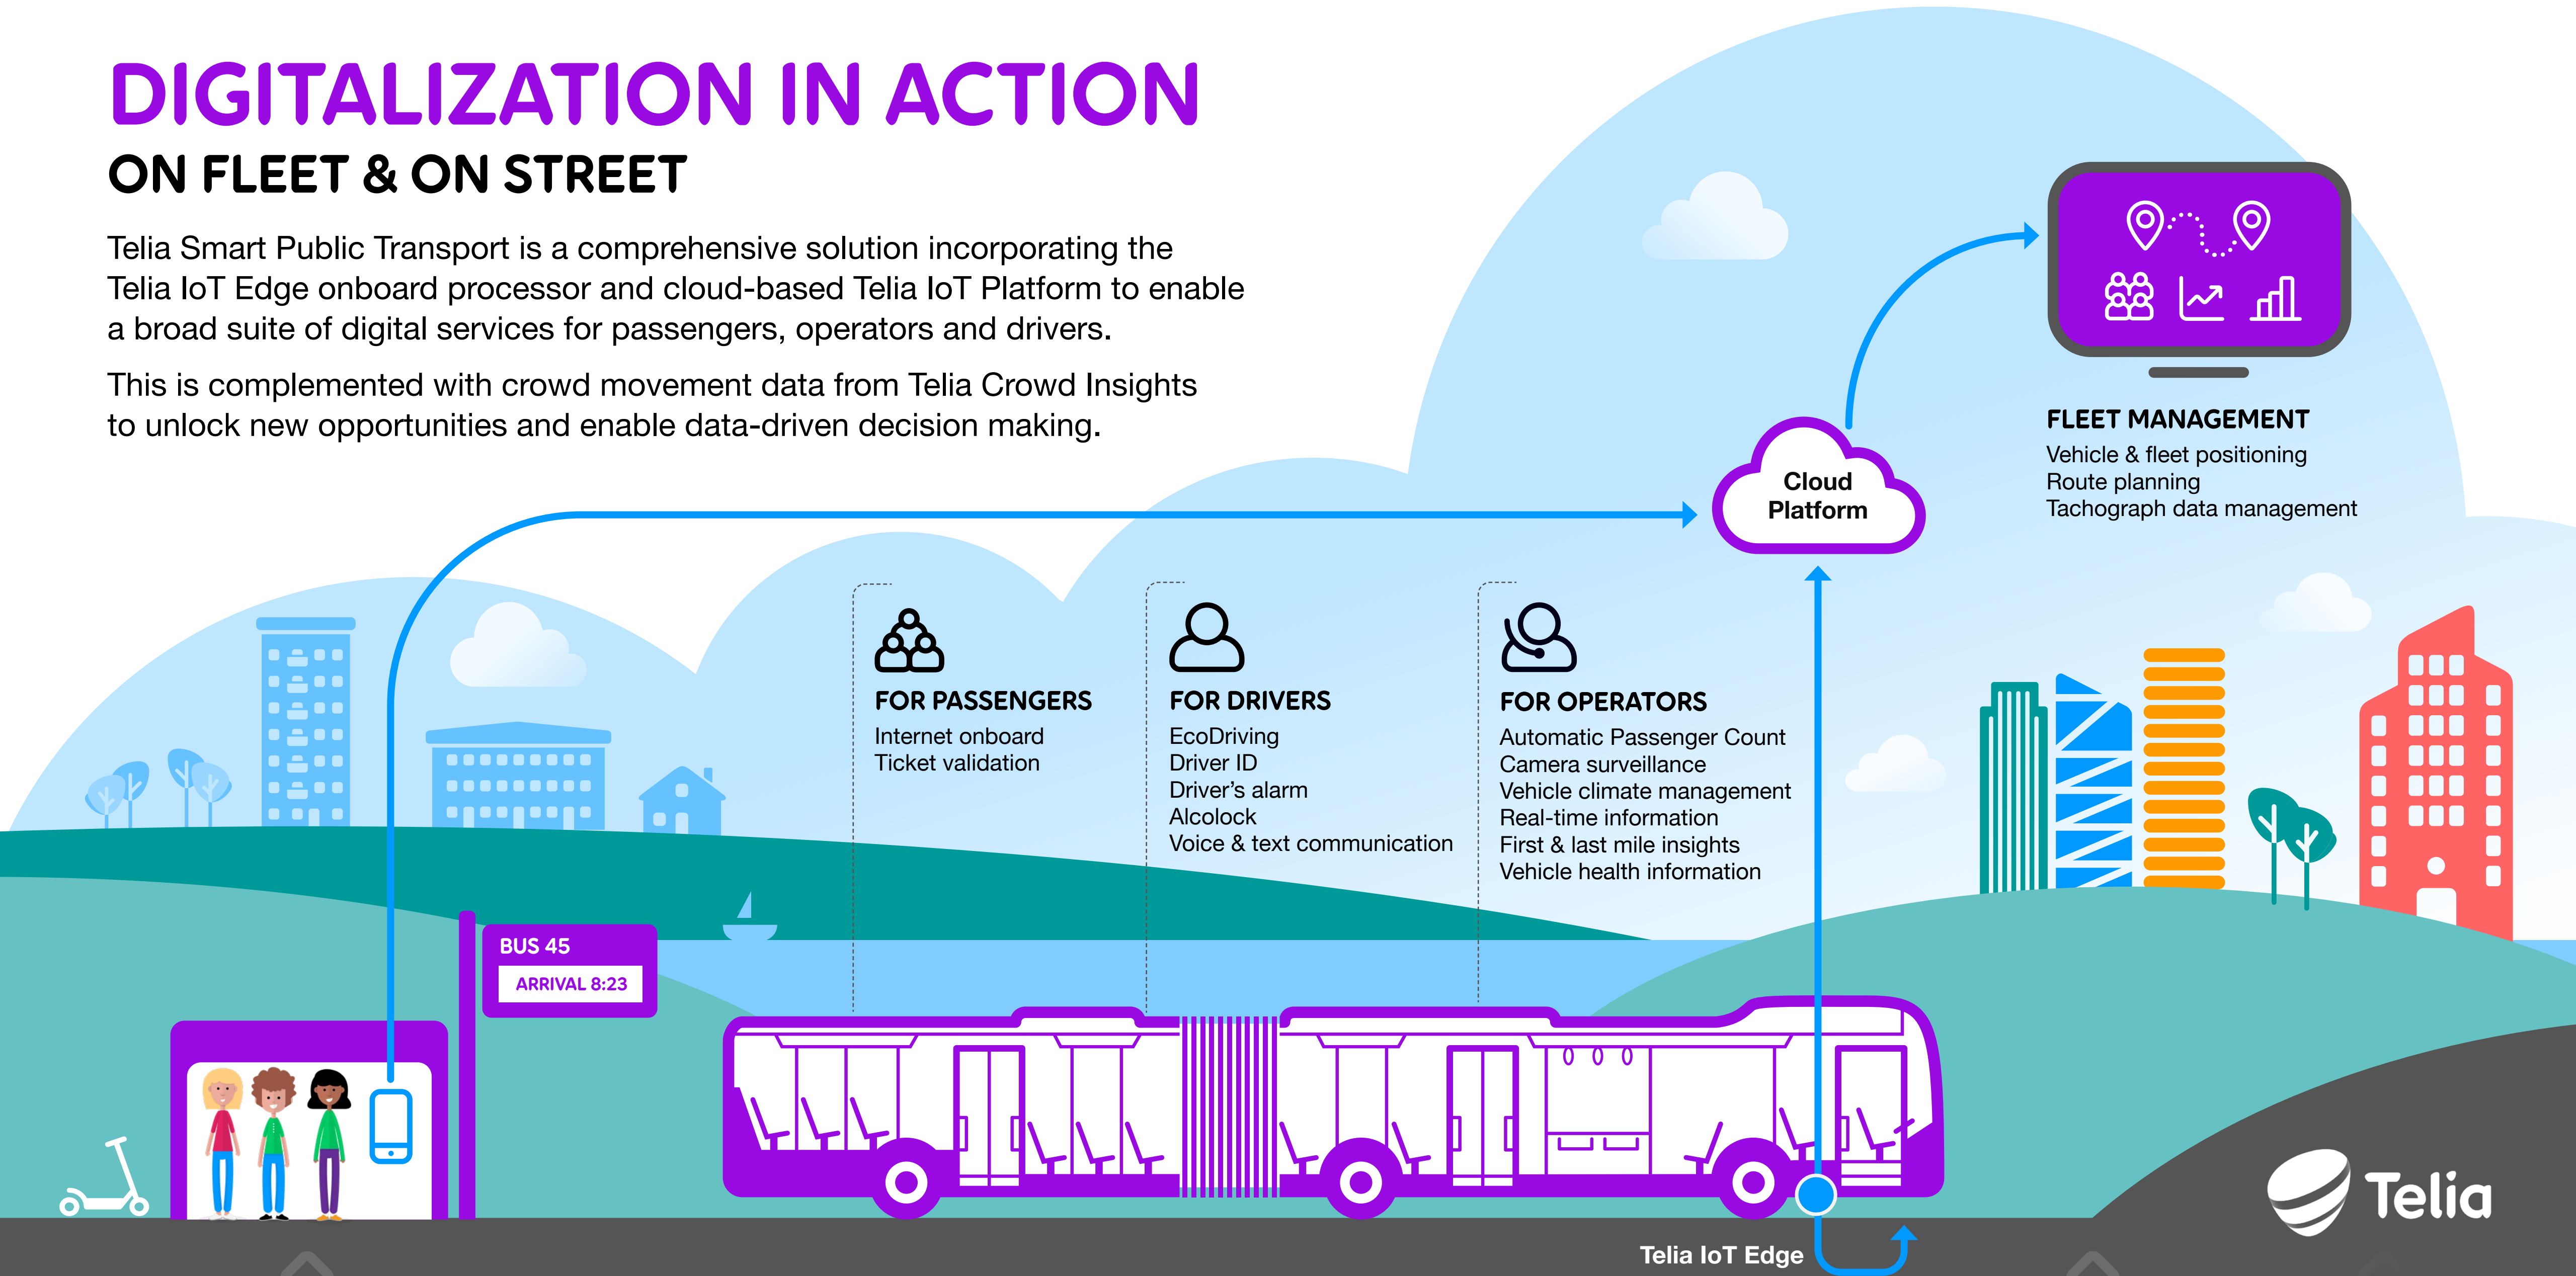 DIGITALIZATION IN ACTION
ON FLEET & ON STREET
Telia Smart Public Transport is a comprehensive solution incorporating the
Telia IoT Edge onboard processor and cloud-based Telia IoT Platform to enable
a broad suite of digital services for passengers, operators and drivers.
This is complemented with crowd movement data from Telia Crowd Insights
to unlock new opportunities and enable data-driven decision making.
Cloud
Platform
FLEET MANAGEMENT
Vehicle & fleet positioning
Route planning
Tachograph data management
FOR PASSENGERS
Internet onboard
Ticket validation
FOR DRIVERS
EcoDriving
Driver ID
Driver’s alarm
Alcolock
Voice & text communication
FOR OPERATORS
Automatic Passenger Count
Camera surveillance
Vehicle climate management
Real-time information
First & last mile insights
Vehicle health information
BUS 45
ARRIVAL 8:23
Telia IoT Edge
Telia